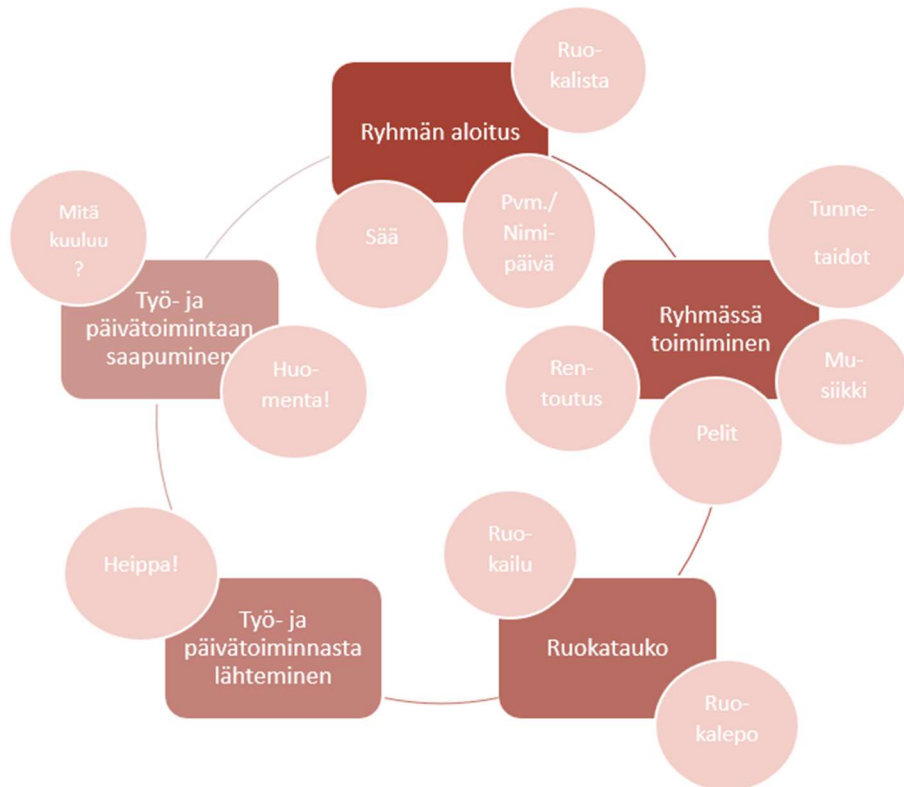 Ruo-
kalista
Ryhmän aloitus
Sää
Pvm./
Nimi-
päivä
Mitä
kuuluu
?
Työ- ja
päivätoimintaan
saapuminen
Huo-
menta!
Tunne-
taidot
Ryhmässä
toimiminen
Ren-
toutus
Pelit
Mu-
siikki
Ruo-
kailu
Ruokatauko
Ruo-
kalepo
Heippa!
Työ- ja
päivätoiminnasta
lähteminen